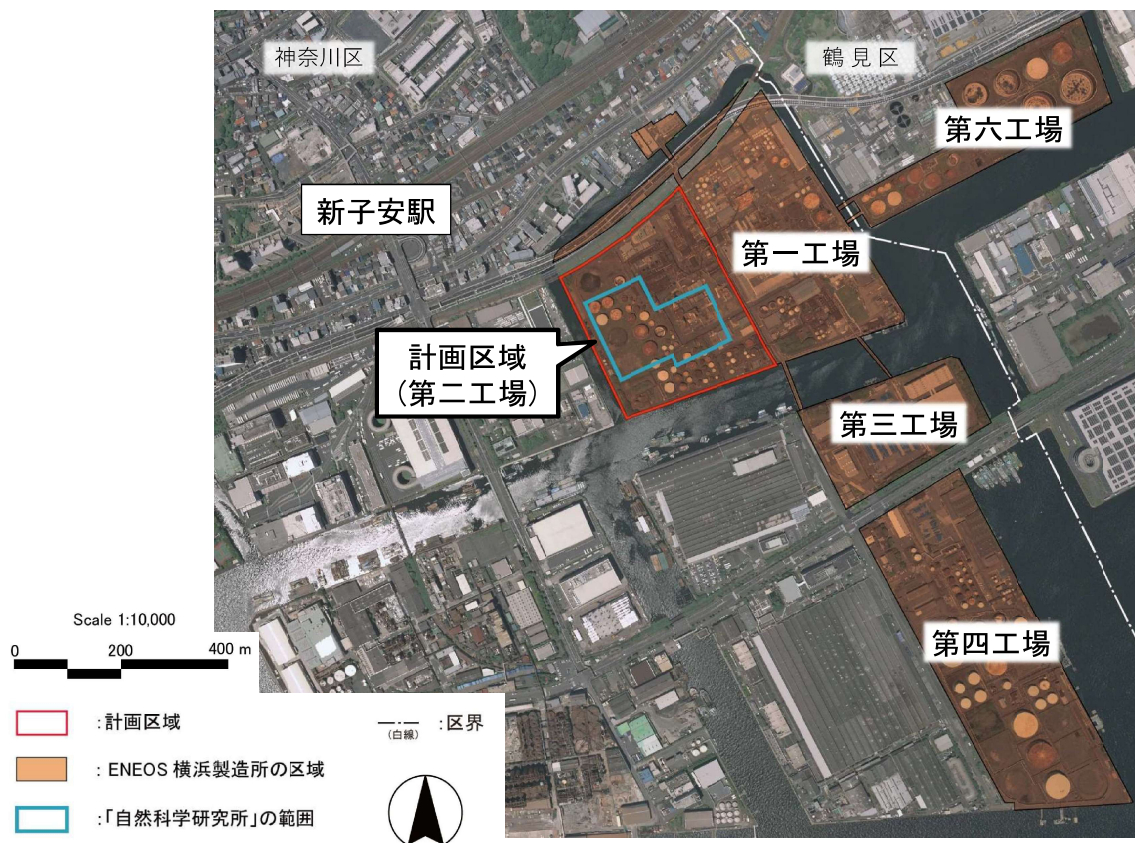 神奈川区
鶴見区
第六工場
新子安駅
第一工場
計画区域
（第二工場）
第三工場
第四工場
Scale 1:10,000
0 200 400 m
：計画区域
：ENEOS 横浜製造所の区域
：「自然科学研究所」の範囲
：区界
（白線）